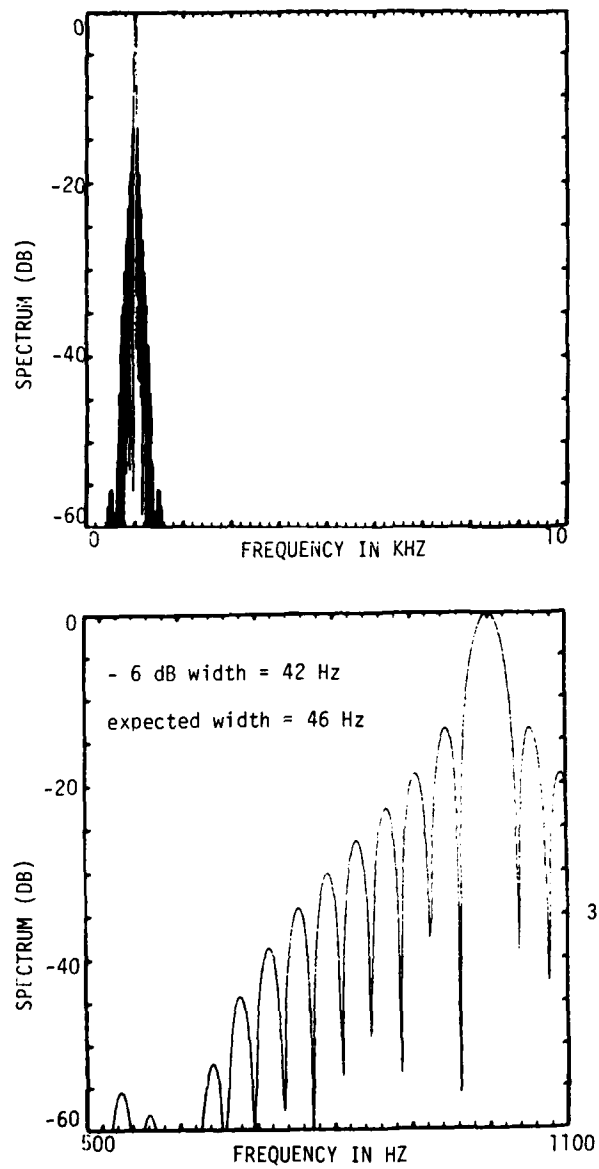 0
-20
-40
-60
SPECTRUM (DB)
0
10
FREQUENCY IN KHZ
0
-20
-40
-60
SPECTRUM (DB)
- 6 dB width = 42 Hz
expected width = 46 Hz
3
500
1100
FREQUENCY IN HZ